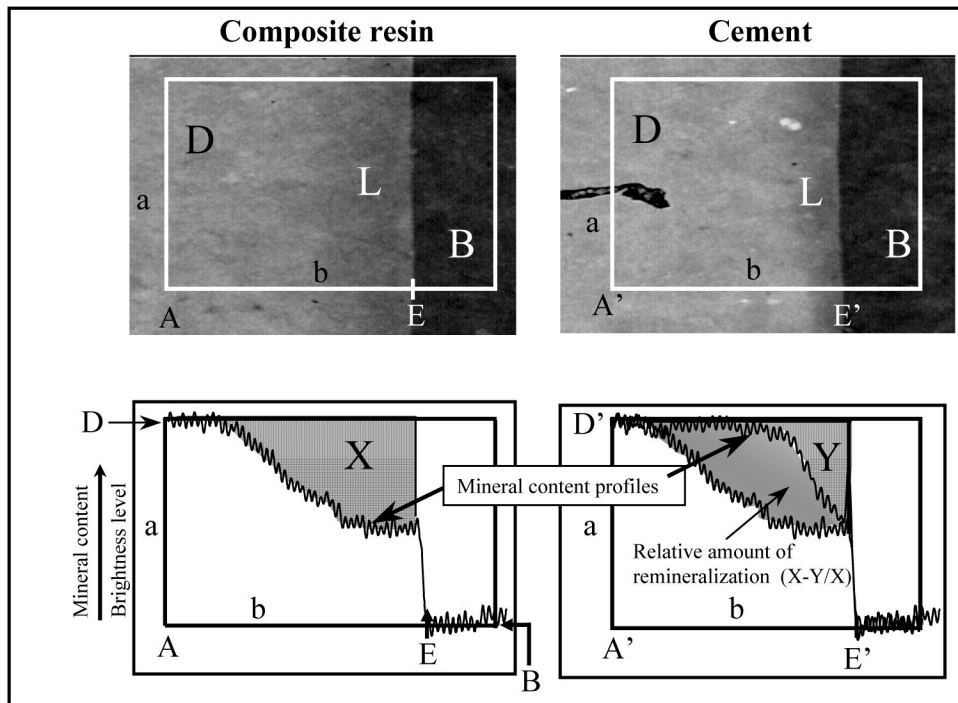 Composite resin
Cement
D
L
a
b
B
A
E
D
L
a
b
B
A’
E’
D
X
Mineral content
Brightness level
a
b
A
E
B
Mineral content profiles
D’
Y
a
Relative amount of
remineralization (X-Y/X)
b
A’
E’